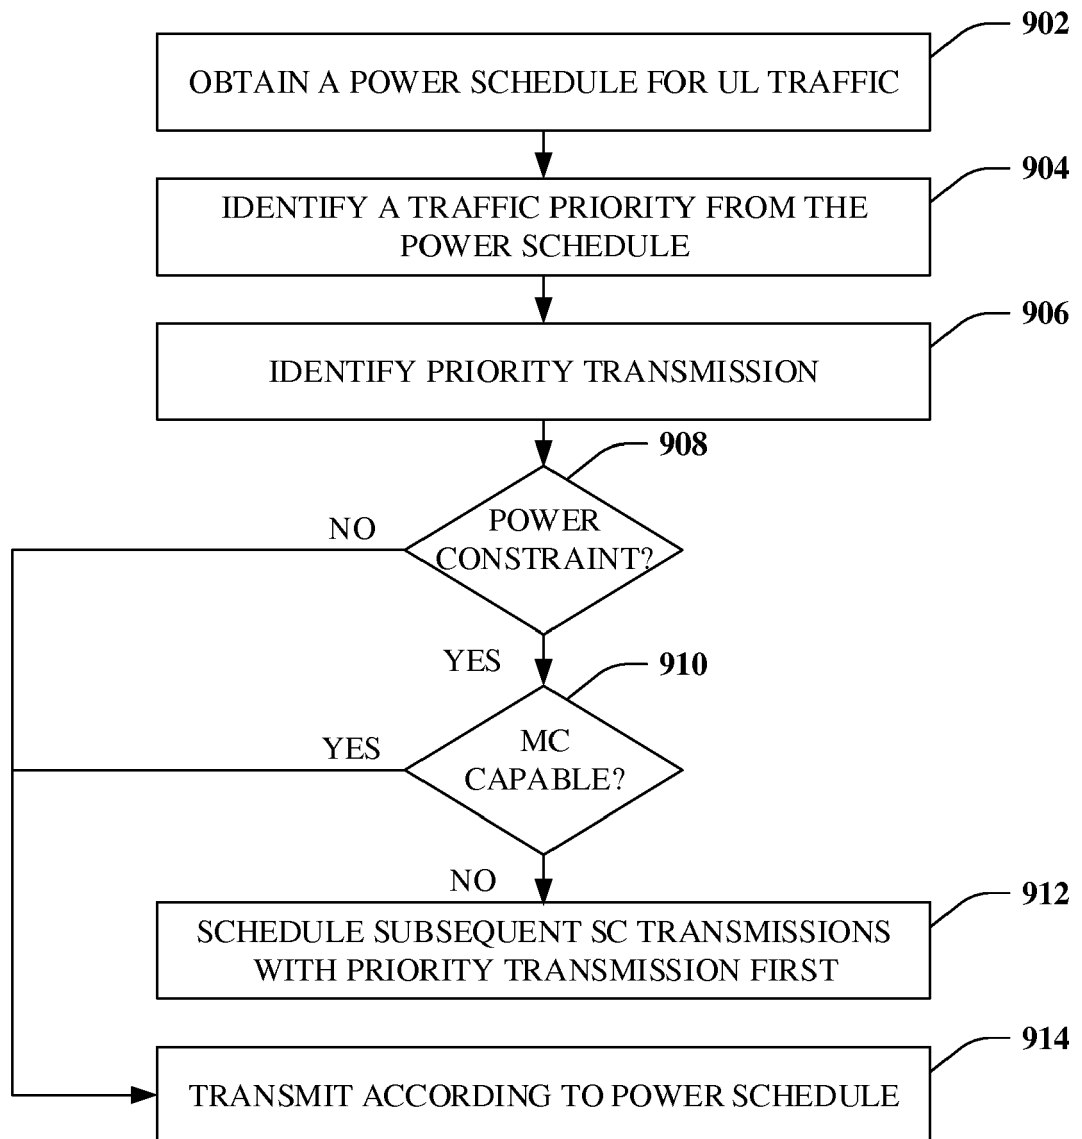 902
OBTAIN A POWER SCHEDULE FOR UL TRAFFIC
904
IDENTIFY A TRAFFIC PRIORITY FROM THE
POWER SCHEDULE
906
IDENTIFY PRIORITY TRANSMISSION
908
NO
POWER
CONSTRAINT?
YES
910
YES
MC
CAPABLE?
NO
912
SCHEDULE SUBSEQUENT SC TRANSMISSIONS
WITH PRIORITY TRANSMISSION FIRST
914
TRANSMIT ACCORDING TO POWER SCHEDULE